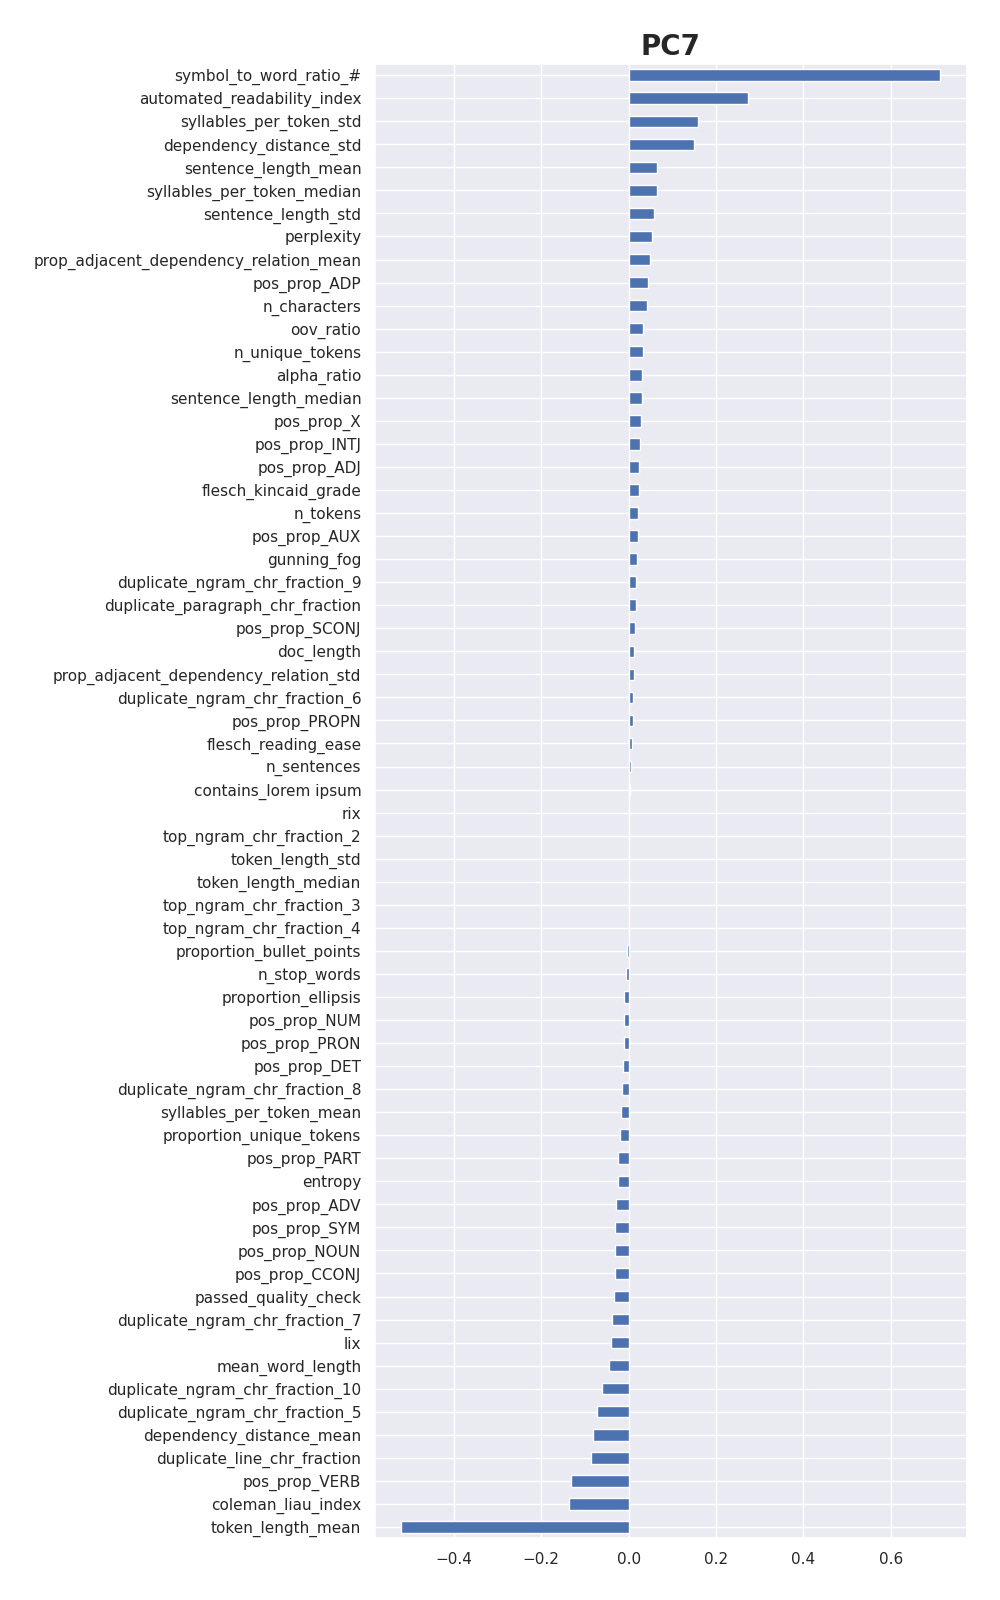 PC7
symbol_to_word_ratio_#
automated_readability_index
syllables_per_token_std
dependency_distance_std
sentence_length_mean
syllables_per_token_median
sentence_length_std
perplexity
prop_adjacent_dependency_relation_mean
pos_prop_ADP
n_characters
oov_ratio
n_unique_tokens
alpha_ratio
sentence_length_median
pos_prop_X
pos_prop_INTJ
pos_prop_ADJ
flesch_kincaid_grade
n_tokens
pos_prop_AUX
gunning_fog
duplicate_ngram_chr_fraction_9
duplicate_paragraph_chr_fraction
pos_prop_SCONJ
doc_length
prop_adjacent_dependency_relation_std
duplicate_ngram_chr_fraction_6
pos_prop_PROPN
flesch_reading_ease
n_sentences
contains_lorem ipsum
rix
top_ngram_chr_fraction_2
token_length_std
token_length_median
top_ngram_chr_fraction_3
top_ngram_chr_fraction_4
proportion_bullet_points
n_stop_words
proportion_ellipsis
pos_prop_NUM
pos_prop_PRON
pos_prop_DET
duplicate_ngram_chr_fraction_8
syllables_per_token_mean
proportion_unique_tokens
pos_prop_PART
entropy
pos_prop_ADV
pos_prop_SYM
pos_prop_NOUN
pos_prop_CCONJ
passed_quality_check
duplicate_ngram_chr_fraction_7
lix
mean_word_length
duplicate_ngram_chr_fraction_10
duplicate_ngram_chr_fraction_5
dependency_distance_mean
duplicate_line_chr_fraction
pos_prop_VERB
coleman_liau_index
token_length_mean
−0.4 −0.2 0.0 0.2 0.4 0.6